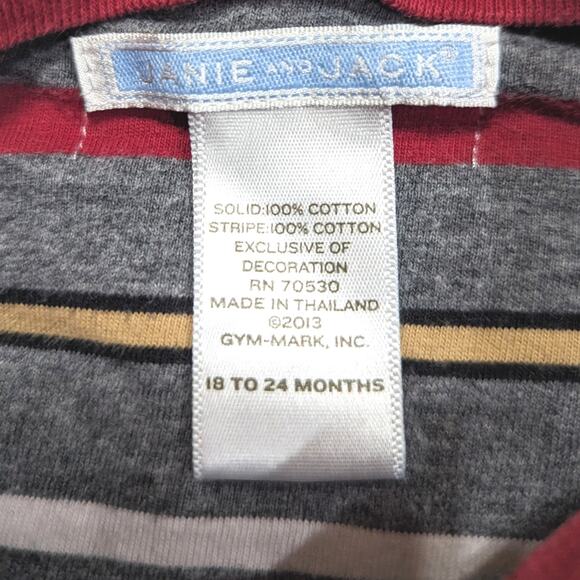 JANIE AND JACK®
SOLID:100% COTTON
STRIPE:100% COTTON
EXCLUSIVE OF
DECORATION
RN 70530
MADE IN THAILAND
©2013
GYM-MARK, INC.
18 TO 24 MONTHS